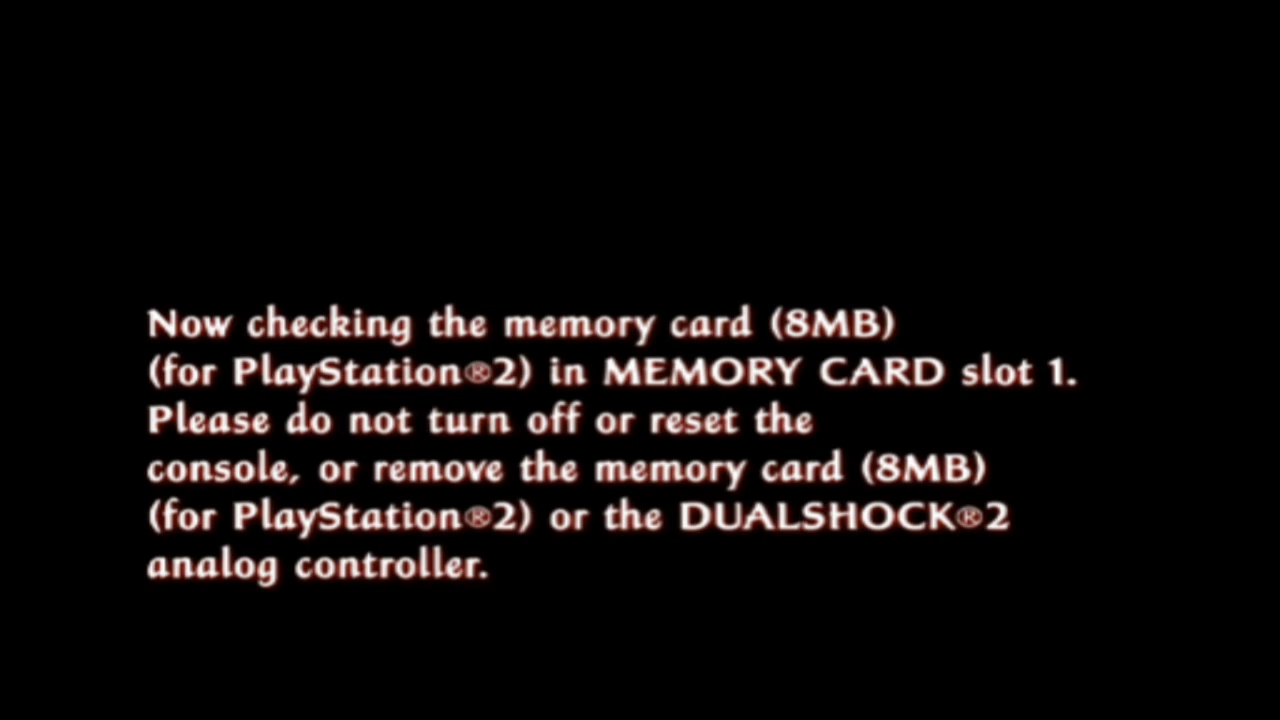 Now checking the memory card (8MB)
(for PlayStation®2) in MEMORY CARD slot 1.
Please do not turn off or reset the
console, or remove the memory card (8MB)
(for PlayStation®2) or the DUALSHOCK®2
analog controller.